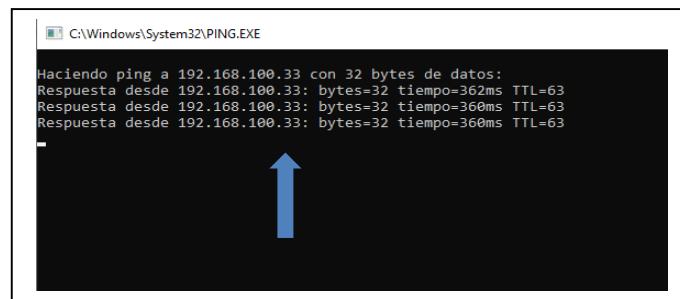 C:\Windows\System32\PING.EXE
Haciendo ping a 192.168.100.33 con 32 bytes de datos:
Respuesta desde 192.168.100.33: bytes=32 tiempo=362ms TTL=63
Respuesta desde 192.168.100.33: bytes=32 tiempo=360ms TTL=63
Respuesta desde 192.168.100.33: bytes=32 tiempo=360ms TTL=63